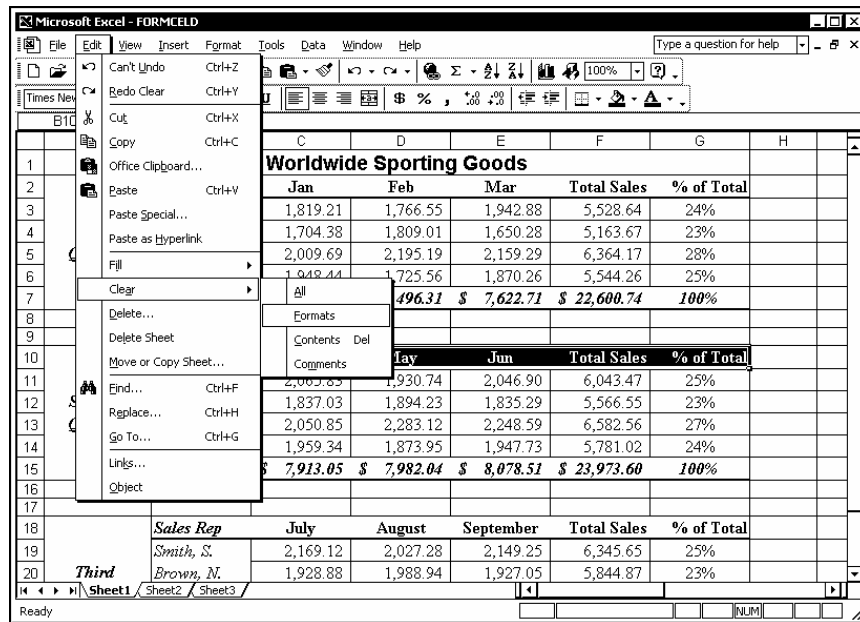 Microsoft Excel - FORMCELD
File Edit View Insert Format Tools Data Window Help Type a question for help
Can't Undo Ctrl+Z
Redo Clear Ctrl+Y
Cut Ctrl+X
Copy Ctrl+C
Office Clipboard...
Paste Ctrl+V
Paste Special...
Paste as Hyperlink
Fill
Clear
Delete...
Delete Sheet
Move or Copy Sheet...
Find... Ctrl+F
Replace... Ctrl+H
Go To... Ctrl+G
Links...
Object
All
Formats
Contents Del
Comments
100%
Times New
U $ % ,
B10
C D E F G H
1 Worldwide Sporting Goods
2 Jan Feb Mar Total Sales % of Total
3 1,819.21 1,766.55 1,942.88 5,528.64 24%
4 1,704.38 1,809.01 1,650.28 5,163.67 23%
5 2,009.69 2,195.19 2,159.29 6,364.17 28%
6 1,948.44 1,725.56 1,870.26 5,544.26 25%
7 496.31 $ 7,622.71 $ 22,600.74 100%
8
9
10 May Jun Total Sales % of Total
11 2,065.83 1,930.74 2,046.90 6,043.47 25%
12 1,837.03 1,894.23 1,835.29 5,566.55 23%
13 2,050.85 2,283.12 2,248.59 6,582.56 27%
14 1,959.34 1,873.95 1,947.73 5,781.02 24%
15 $ 7,913.05 $ 7,982.04 $ 8,078.51 $ 23,973.60 100%
16
17
18 Sales Rep July August September Total Sales % of Total
19 Smith, S. 2,169.12 2,027.28 2,149.25 6,345.65 25%
20 Third Brown, N. 1,928.88 1,988.94 1,927.05 5,844.87 23%
Sheet1 Sheet2 Sheet3
Ready NUM